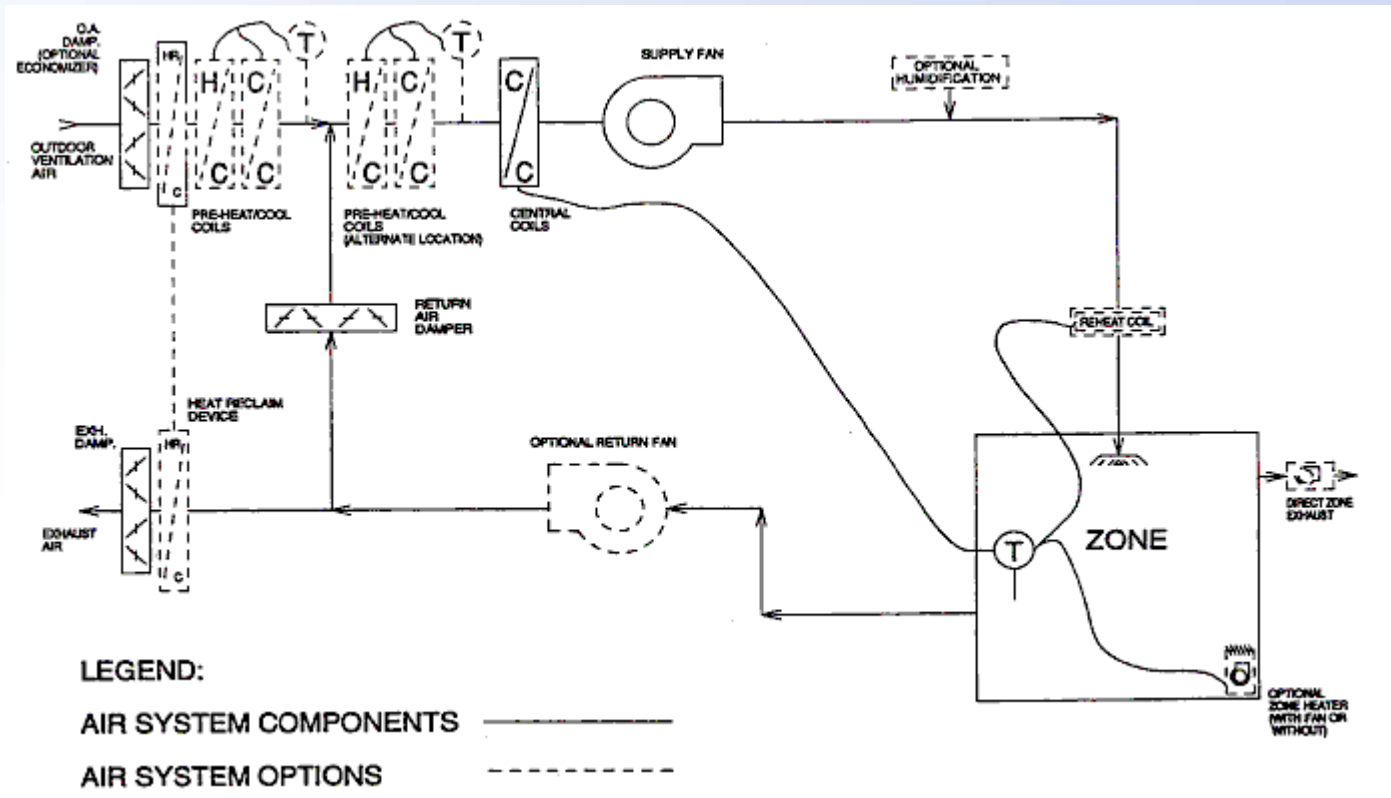 O.A.
DAMP.
(OPTIONAL
ECONOMIZER)
HR
C
H
C
C
C
T
H
C
C
C
T
C
C
SUPPLY FAN
OPTIONAL
HUMIDIFICATION
OUTDOOR
VENTILATION
AIR
PRE-HEAT/COOL
COILS
PRE-HEAT/COOL
COILS
(ALTERNATE LOCATION)
CENTRAL
COILS
RETURN
AIR
DAMPER
REHEAT COIL
HEAT RECLAIM
DEVICE
EXH.
DAMP.
HR
C
OPTIONAL RETURN FAN
EXHAUST
AIR
T
ZONE
DIRECT ZONE
EXHAUST
OPTIONAL
ZONE HEATER
(WITH FAN OR
WITHOUT)
LEGEND:
AIR SYSTEM COMPONENTS
AIR SYSTEM OPTIONS